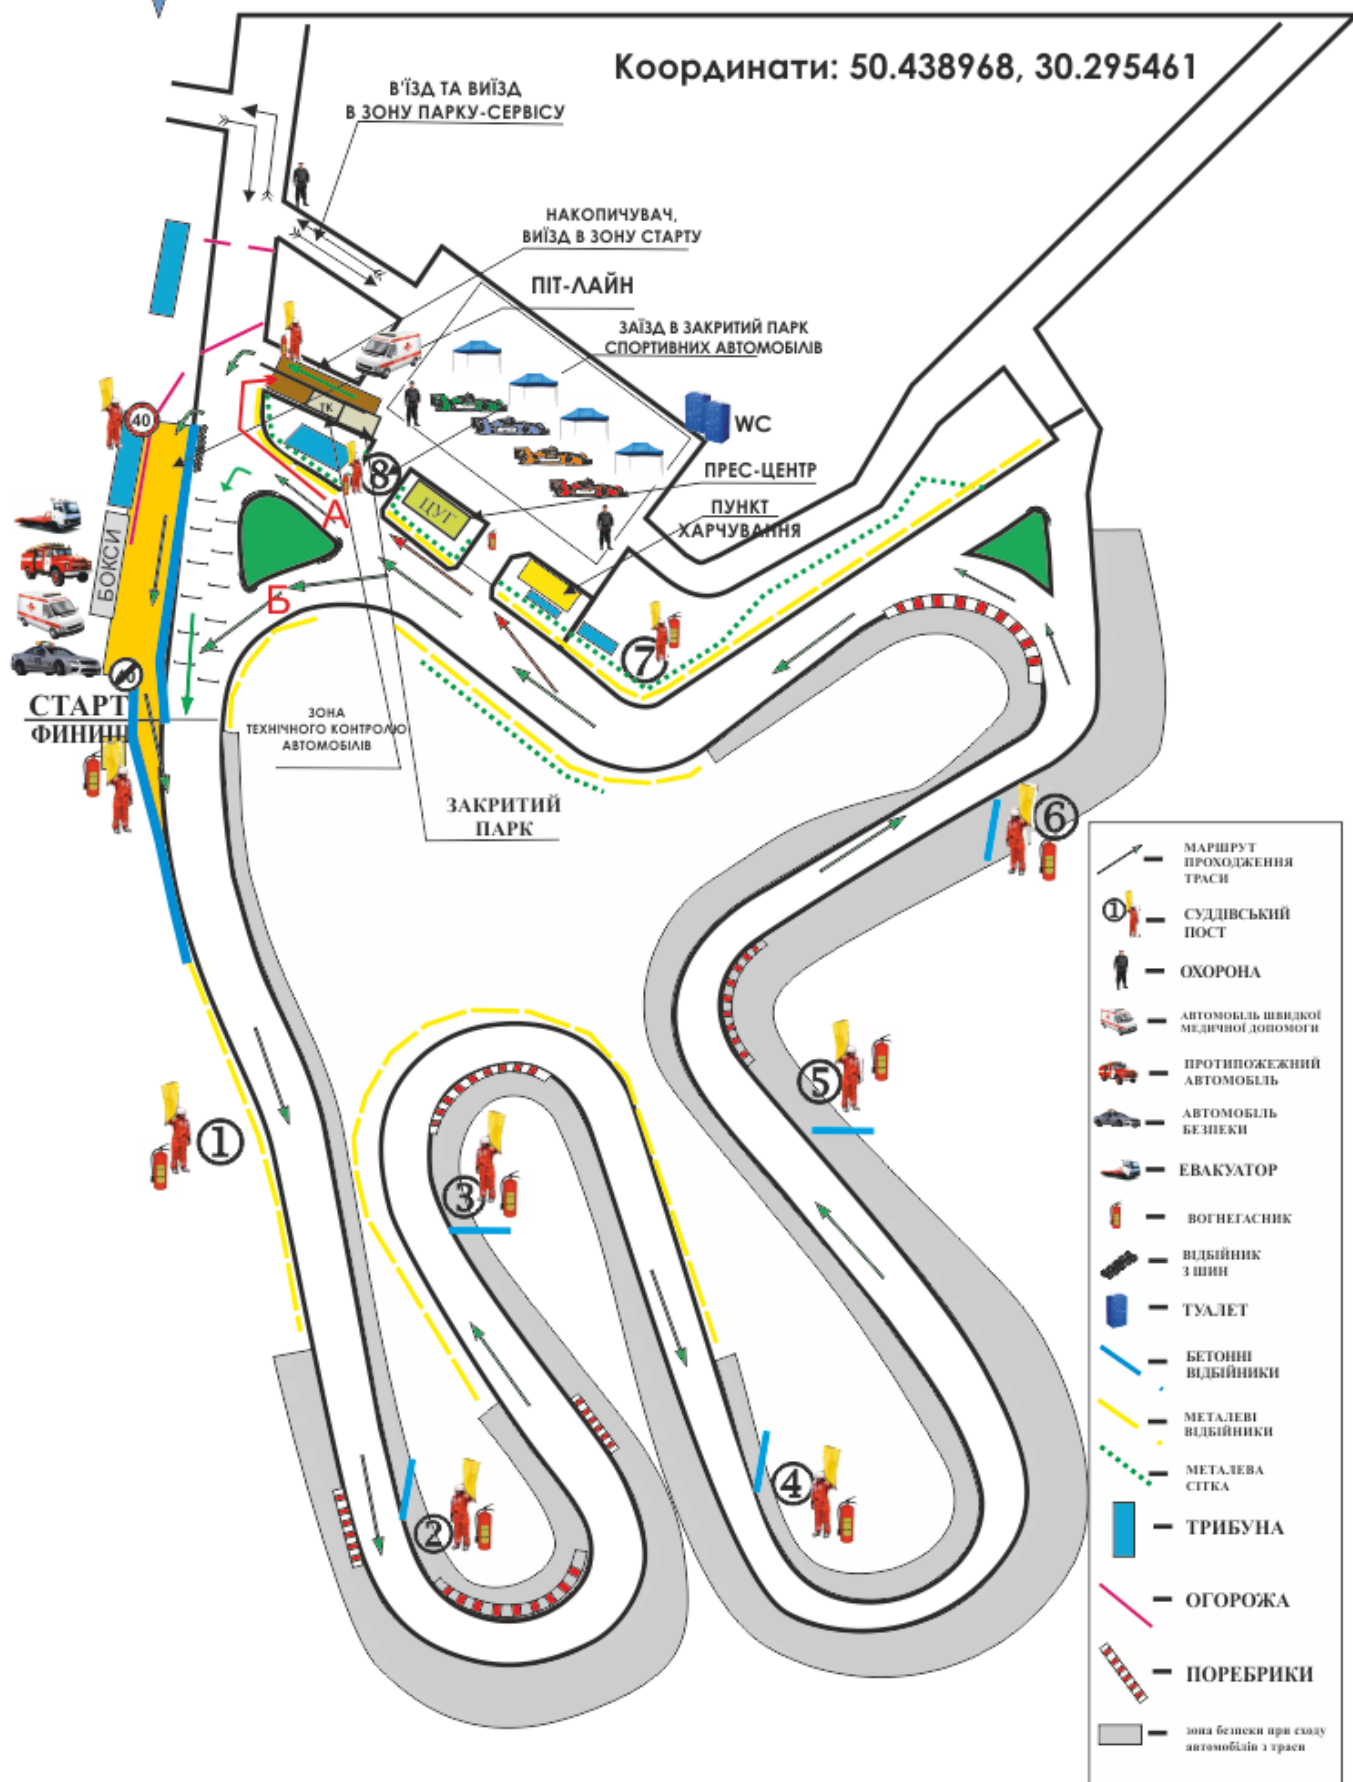 Координати: 50.438968, 30.295461
В'ЇЗД ТА ВИЇЗД
В ЗОНУ ПАРКУ-СЕРВІСУ
НАКОПИЧУВАЧ,
ВИЇЗД В ЗОНУ СТАРТУ
ПІТ-ЛАЙН
ЗАЇЗД В ЗАКРИТИЙ ПАРК
СПОРТИВНИХ АВТОМОБІЛІВ
ТК
40
WC
8
ПРЕС-ЦЕНТР
ЦУГ
ПУНКТ
ХАРЧУВАННЯ
А
БОКСИ
Б
7
СТАРТ
ФИНИШ
ЗОНА
ТЕХНІЧНОГО КОНТРОЛЮ
АВТОМОБІЛІВ
ЗАКРИТИЙ
ПАРК
6
5
1
3
4
2
МАРШРУТ
ПРОХОДЖЕННЯ
ТРАСИ
1
СУДДІВСЬКИЙ
ПОСТ
ОХОРОНА
АВТОМОБІЛЬ ШВИДКОЇ
МЕДИЧНОЇ ДОПОМОГИ
ПРОТИПОЖЕЖНИЙ
АВТОМОБІЛЬ
АВТОМОБІЛЬ
БЕЗПЕКИ
ЕВАКУАТОР
ВОГНЕГАСНИК
ВІДБІЙНИК
З ШИН
ТУАЛЕТ
БЕТОННІ
ВІДБІЙНИКИ
МЕТАЛЕВІ
ВІДБІЙНИКИ
МЕТАЛЕВА
СІТКА
ТРИБУНА
ОГОРОЖА
ПОРЕБРИКИ
зона безпеки при сходу
автомобілів з траси